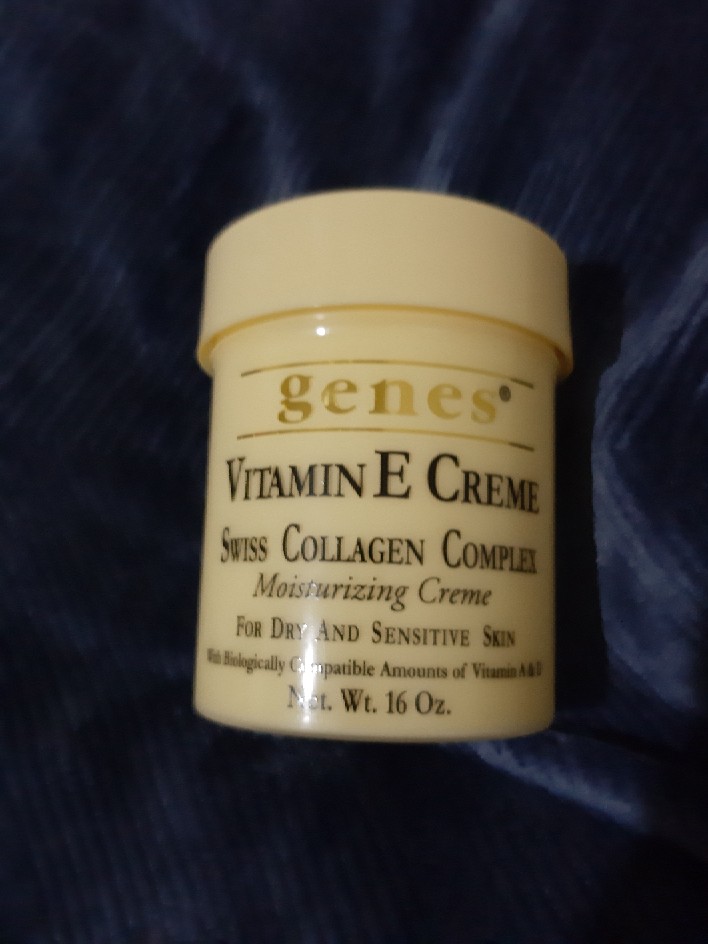 genes®
VITAMIN E CREME
SWISS COLLAGEN COMPLEX
Moisturizing Creme
FOR DRY AND SENSITIVE SKIN
With Biologically Compatible Amounts of Vitamin A & D
Net. Wt. 16 Oz.